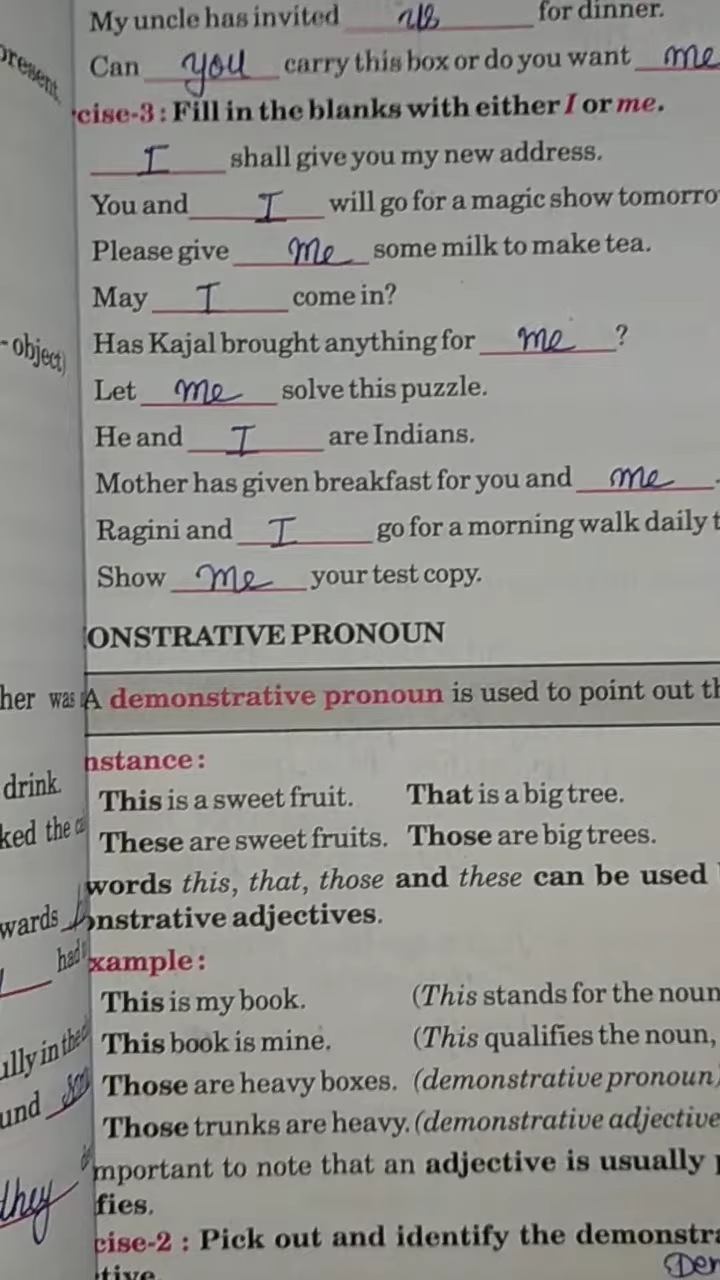 My uncle has invited us for dinner.
Can you carry this box or do you want me
present.
cise-3 : Fill in the blanks with either I or me.
I shall give you my new address.
You and I will go for a magic show tomorro
Please give me some milk to make tea.
May I come in?
Has Kajal brought anything for me ?
- object)
Let me solve this puzzle.
He and I are Indians.
Mother has given breakfast for you and me .
Ragini and I go for a morning walk daily t
Show me your test copy.
ONSTRATIVE PRONOUN
her was
A demonstrative pronoun is used to point out th
nstance :
drink.
This is a sweet fruit. That is a big tree.
ked the
These are sweet fruits. Those are big trees.
words this, that, those and these can be used
wards
onstrative adjectives.
had
xample :
This is my book. (This stands for the noun
This book is mine. (This qualifies the noun,
ully in the
Those are heavy boxes. (demonstrative pronoun)
und
Those trunks are heavy. (demonstrative adjective
mportant to note that an adjective is usually p
they
fies.
cise-2 : Pick out and identify the demonstra
tive.
Der